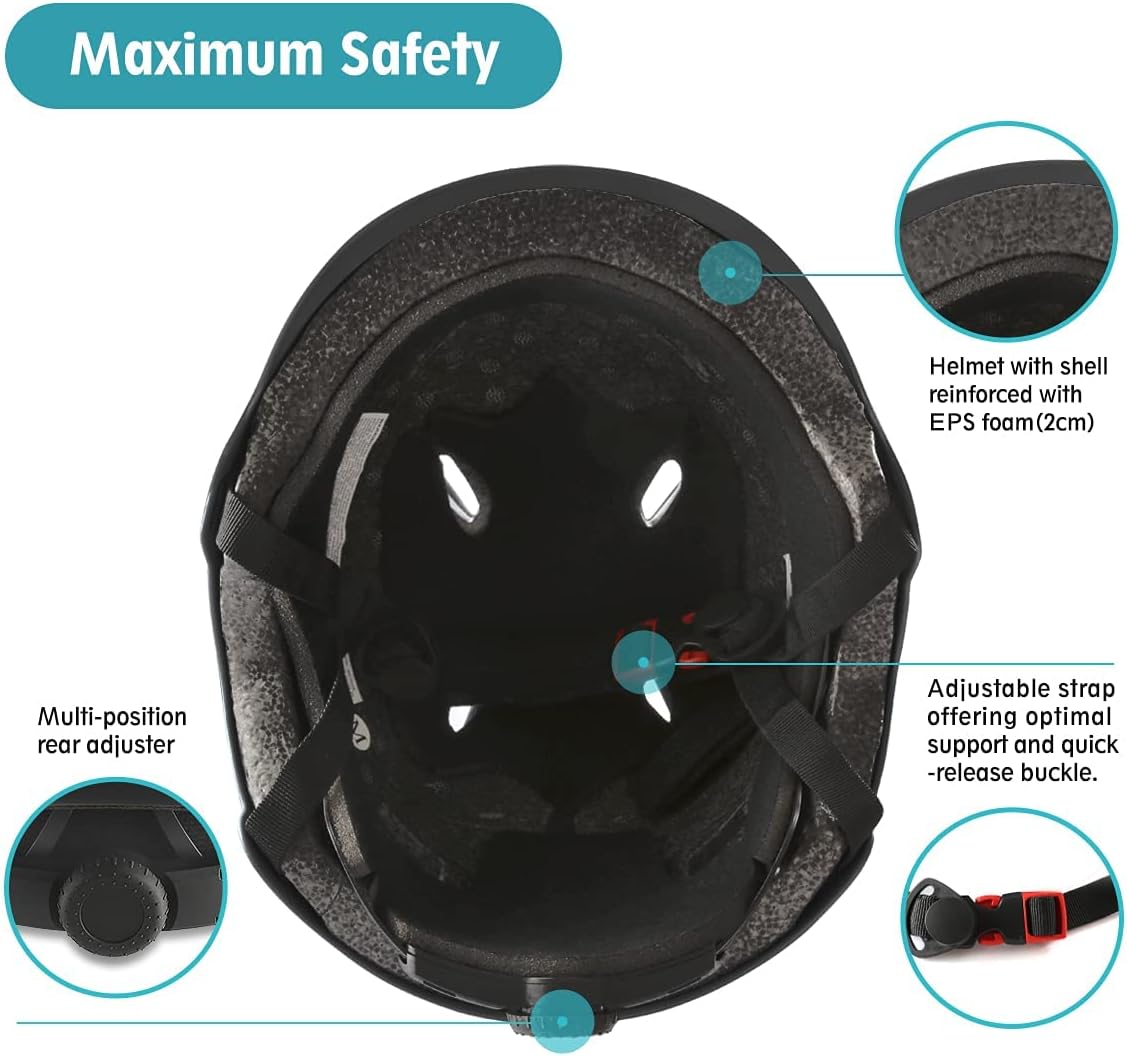 Maximum Safety
Helmet with shell
reinforced with
EPS foam(2cm)
Multi-position
rear adjuster
Adjustable strap
offering optimal
support and quick
-release buckle.